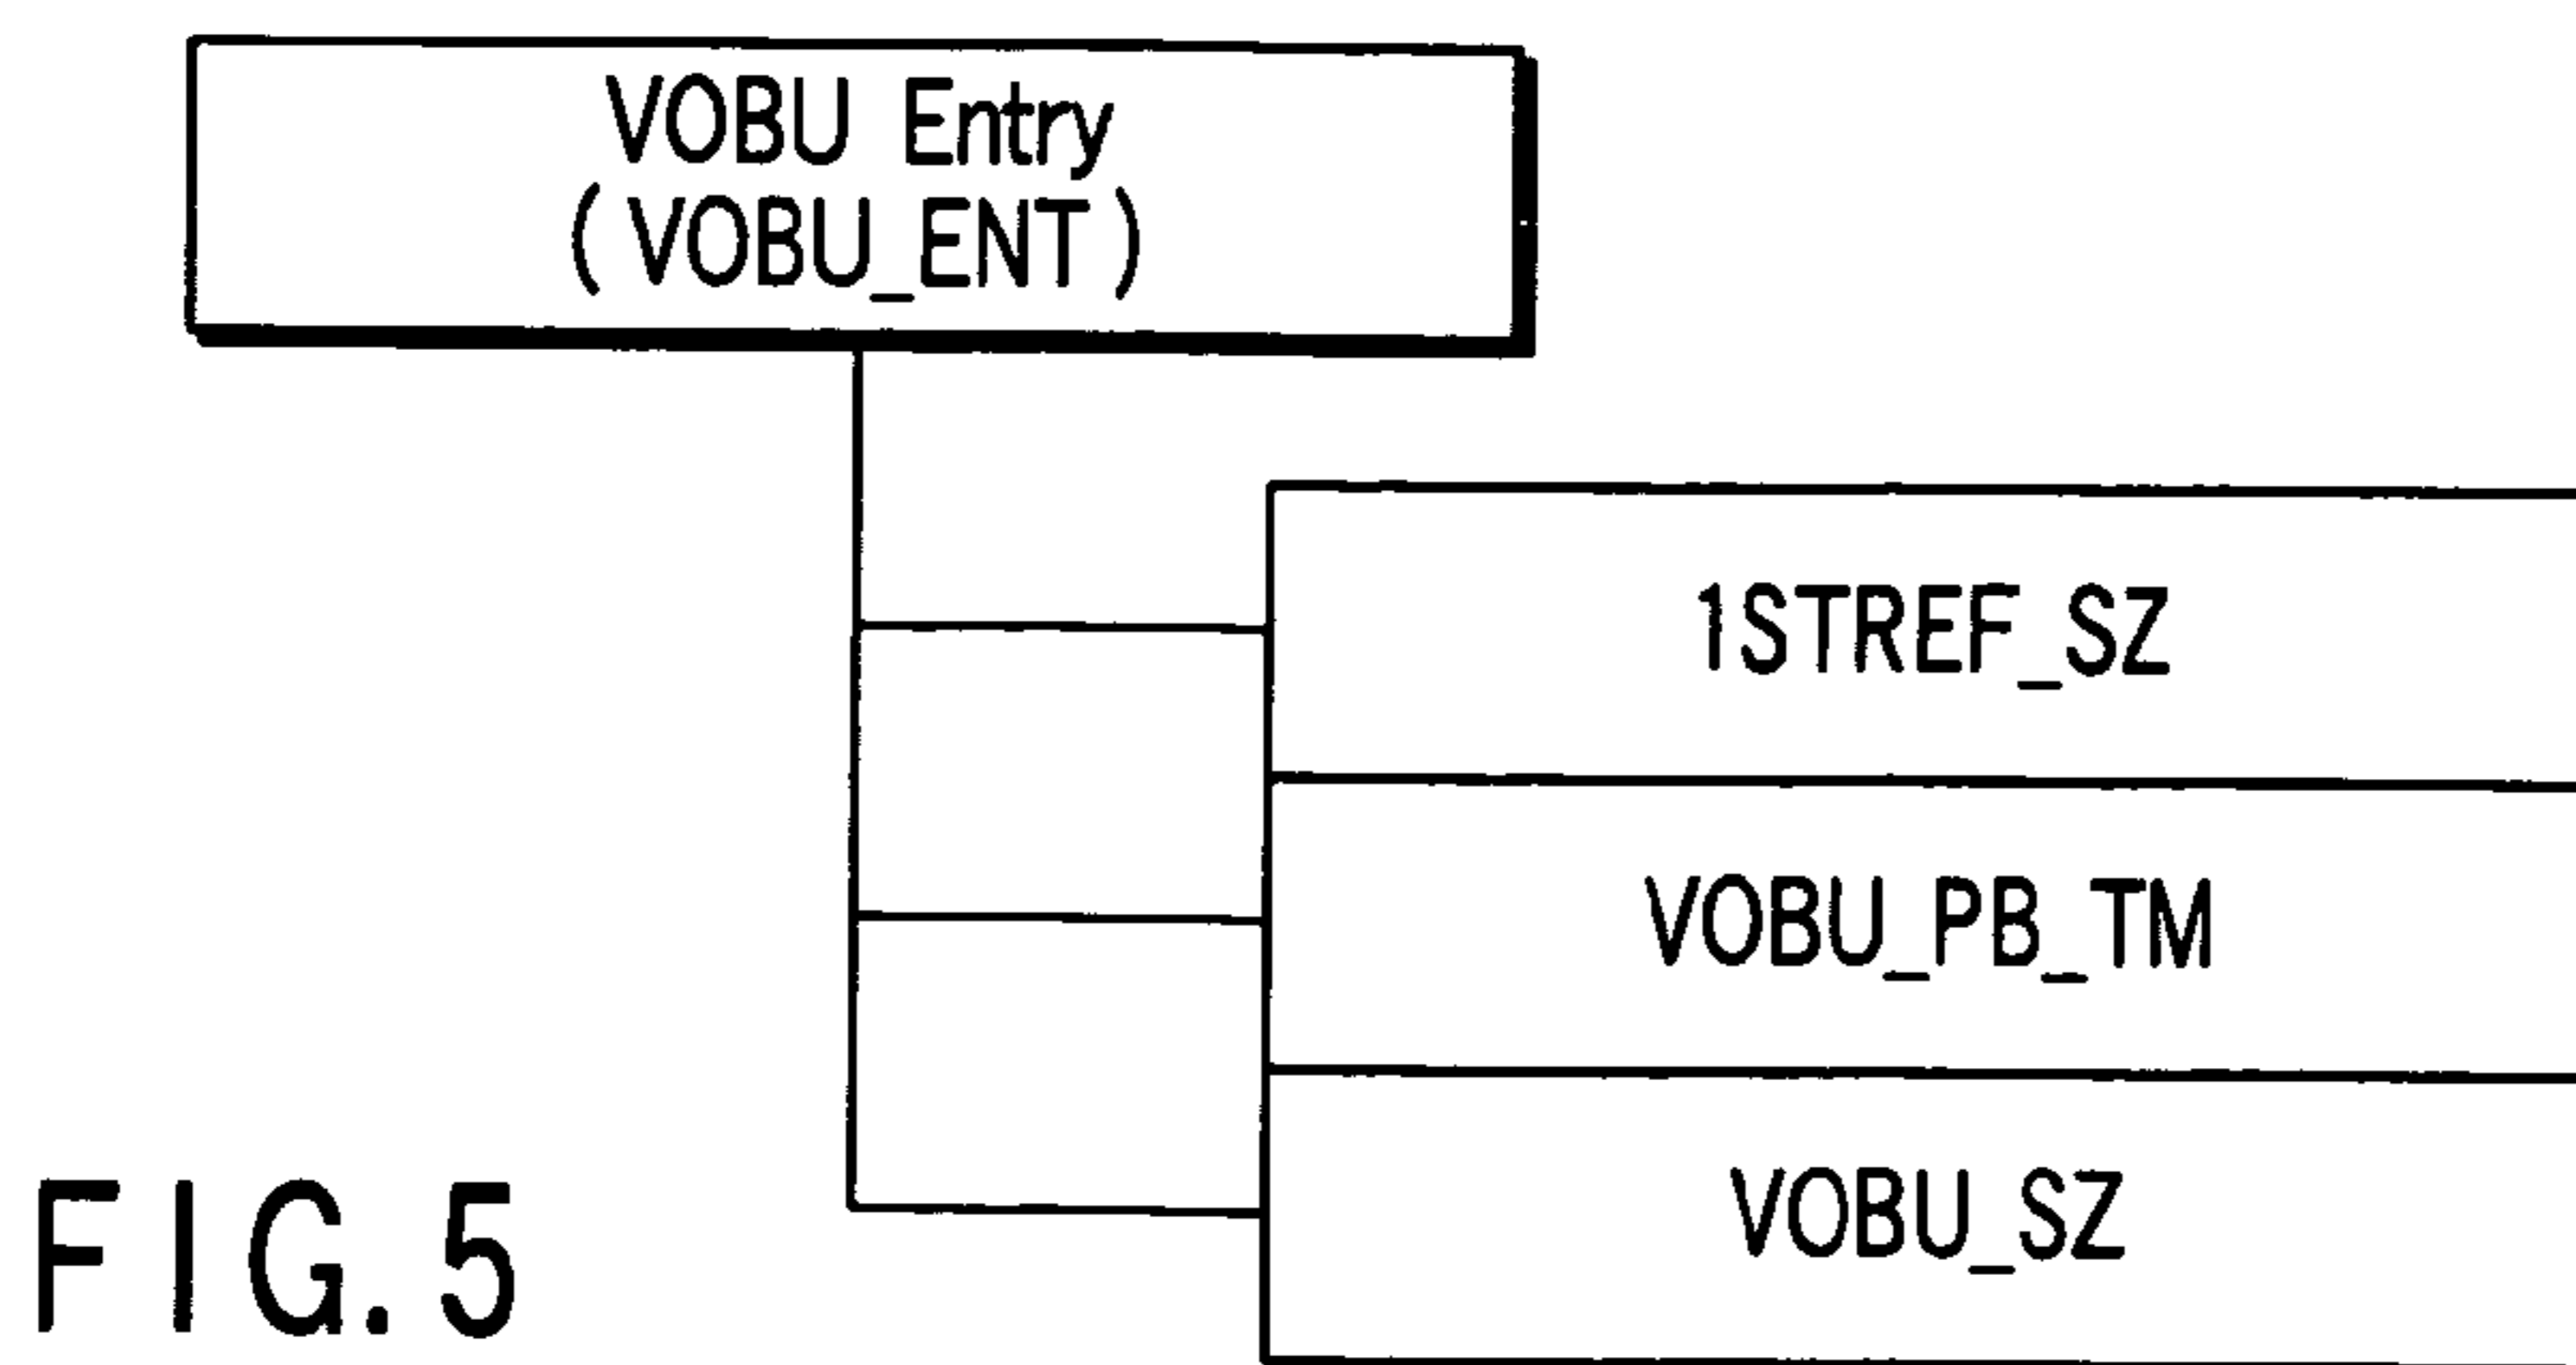 VOBU Entry
(VOBU_ENT)
1STREF_SZ
VOBU_PB_TM
VOBU_SZ
FIG.5